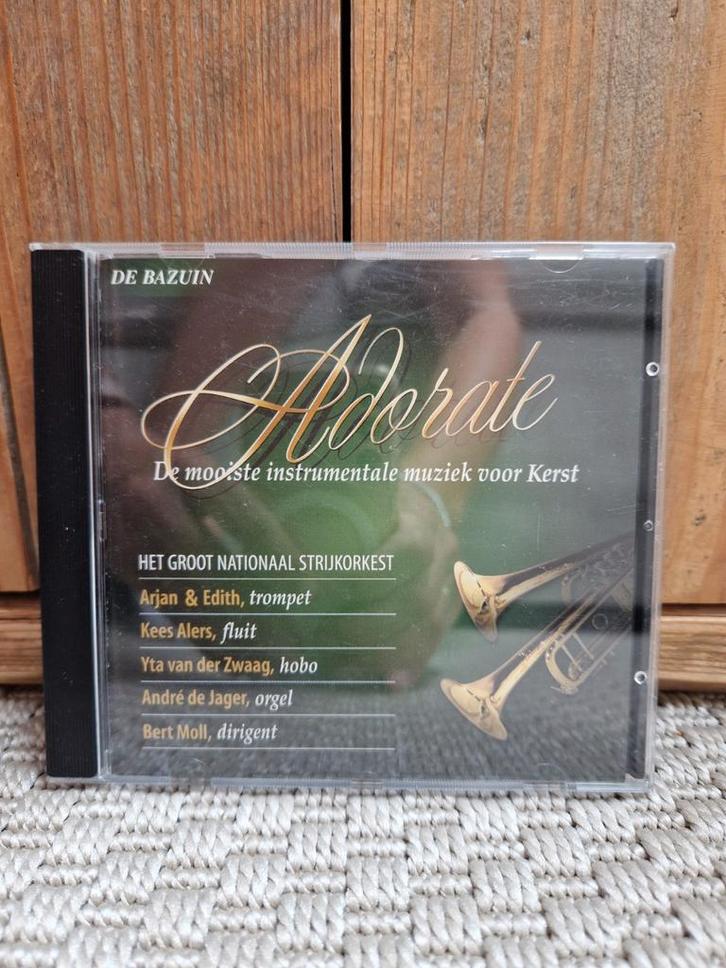 DE BAZUIN
Adorate
De mooiste instrumentale muziek voor Kerst
HET GROOT NATIONAAL STRIJKORKEST
Arjan & Edith, trompet
Kees Alers, fluit
Yta van der Zwaag, hobo
André de Jager, orgel
Bert Moll, dirigent